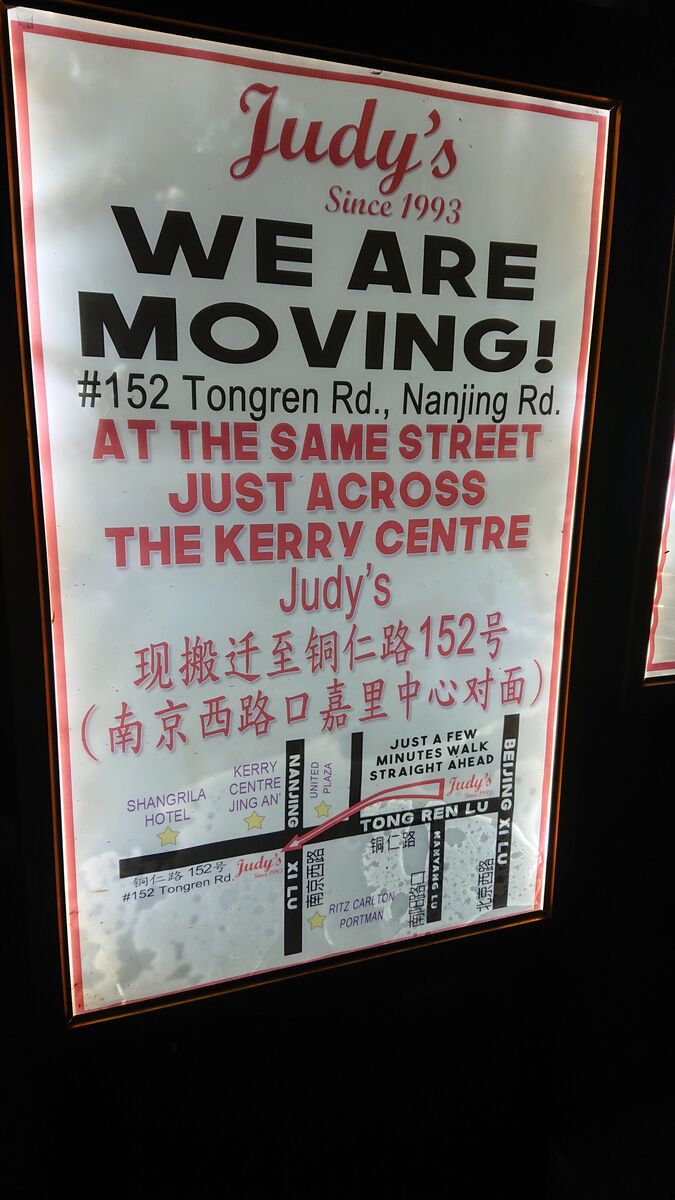 Judy's
Since 1993
WE ARE
MOVING!
#152 Tongren Rd., Nanjing Rd.
AT THE SAME STREET
JUST ACROSS
THE KERRY CENTRE
Judy's
现搬迁至铜仁路152号
(南京西路口嘉里中心对面)
JUST A FEW
MINUTES WALK
STRAIGHT AHEAD
Judy's
Since 1993
SHANGRILA
HOTEL
KERRY
CENTRE
JING AN'
NANJING
XI LU
南京西路
UNITED
PLAZA
BEIJING XI LU
北京西路
TONG REN LU
铜仁路
NANYANG LU
南阳路口
铜仁路 152号
#152 Tongren Rd.
Judy's
Since 1993
RITZ CARLTON
PORTMAN